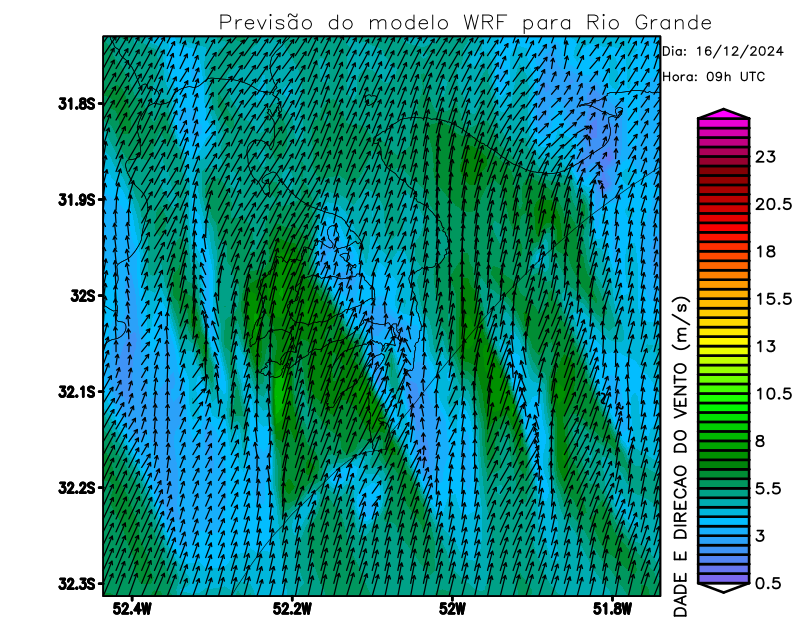 Previsão do modelo WRF para Rio Grande
Dia: 16/12/2024
Hora: 09h UTC
31.8S
31.9S
32S
32.1S
32.2S
32.3S
52.4W
52.2W
52W
51.8W
DADE E DIRECAO DO VENTO (m/s)
23
20.5
18
15.5
13
10.5
8
5.5
3
0.5